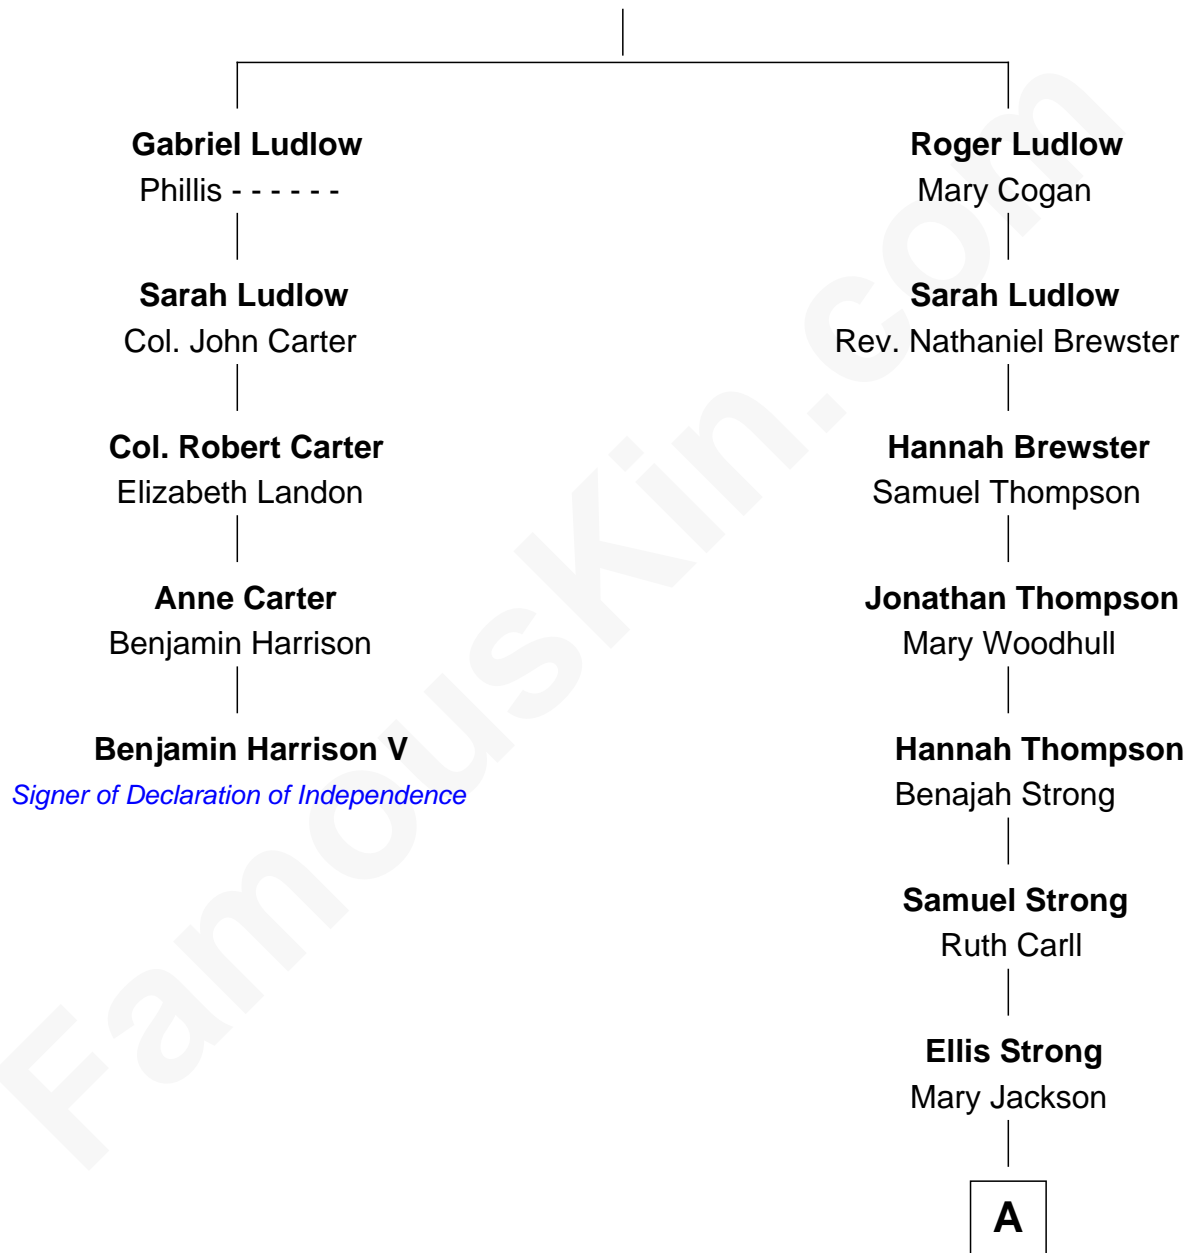 Gabriel Ludlow
Phillis - - - - - -
Sarah Ludlow
Col. John Carter
Col. Robert Carter
Elizabeth Landon
Anne Carter
Benjamin Harrison
Benjamin Harrison V
Signer of Declaration of Independence
Roger Ludlow
Mary Cogan
Sarah Ludlow
Rev. Nathaniel Brewster
Hannah Brewster
Samuel Thompson
Jonathan Thompson
Mary Woodhull
Hannah Thompson
Benajah Strong
Samuel Strong
Ruth Carll
Ellis Strong
Mary Jackson
A
FamousKin.com